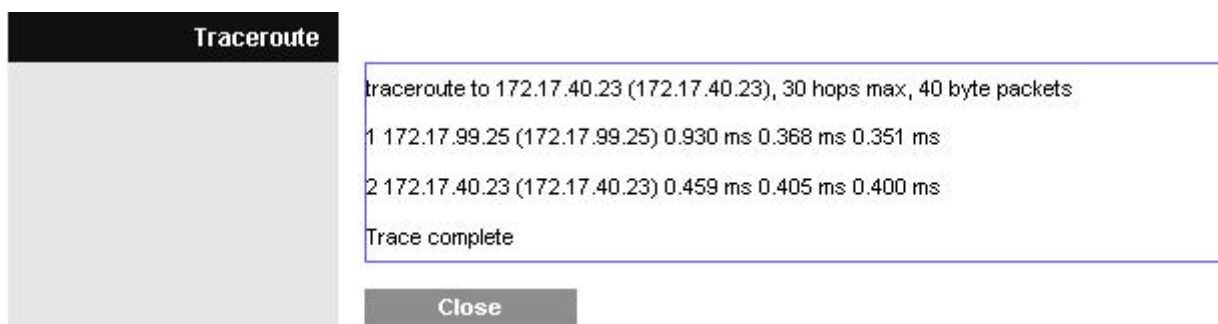 Traceroute
traceroute to 172.17.40.23 (172.17.40.23), 30 hops max, 40 byte packets
1 172.17.99.25 (172.17.99.25) 0.930 ms 0.368 ms 0.351 ms
2 172.17.40.23 (172.17.40.23) 0.459 ms 0.405 ms 0.400 ms
Trace complete
Close